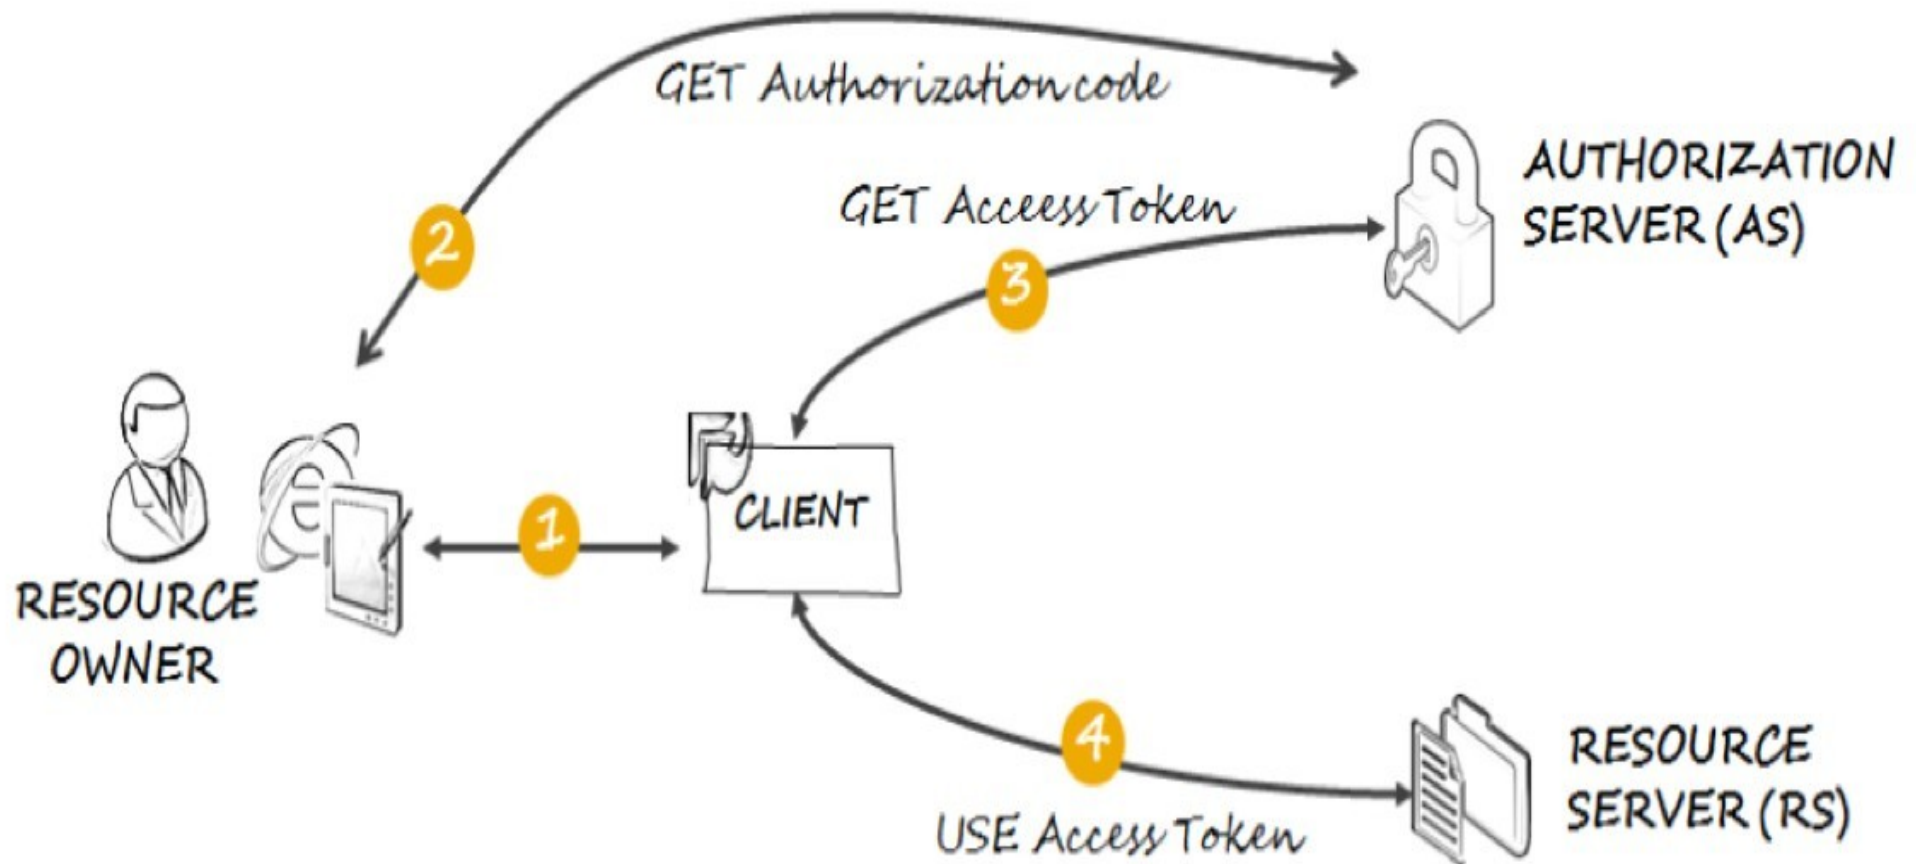 GET Authorization code
AUTHORIZATION
SERVER (AS)
GET Acceess Token
2
3
CLIENT
1
RESOURCE
OWNER
4
RESOURCE
SERVER (RS)
USE Access Token